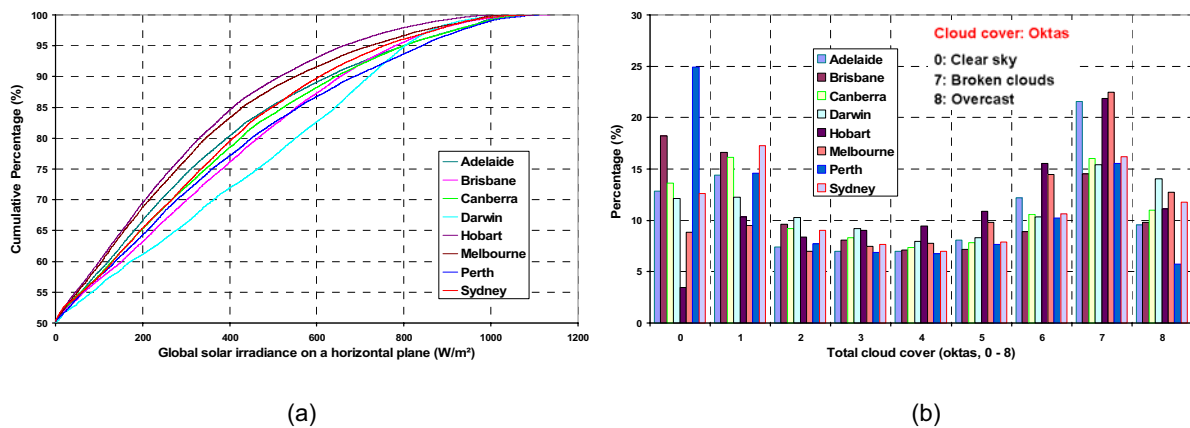 100
95
90
85
80
75
70
65
60
55
50
Cumulative Percentage (%)
Adelaide
Brisbane
Canberra
Darwin
Hobart
Melbourne
Perth
Sydney
0 200 400 600 800 1000 1200
Global solar irradiance on a horizontal plane (W/m²)
(a)
30
25
20
15
10
5
0
Percentage (%)
Cloud cover: Oktas
0: Clear sky
7: Broken clouds
8: Overcast
Adelaide
Brisbane
Canberra
Darwin
Hobart
Melbourne
Perth
Sydney
0 1 2 3 4 5 6 7 8
Total cloud cover (oktas, 0 - 8)
(b)